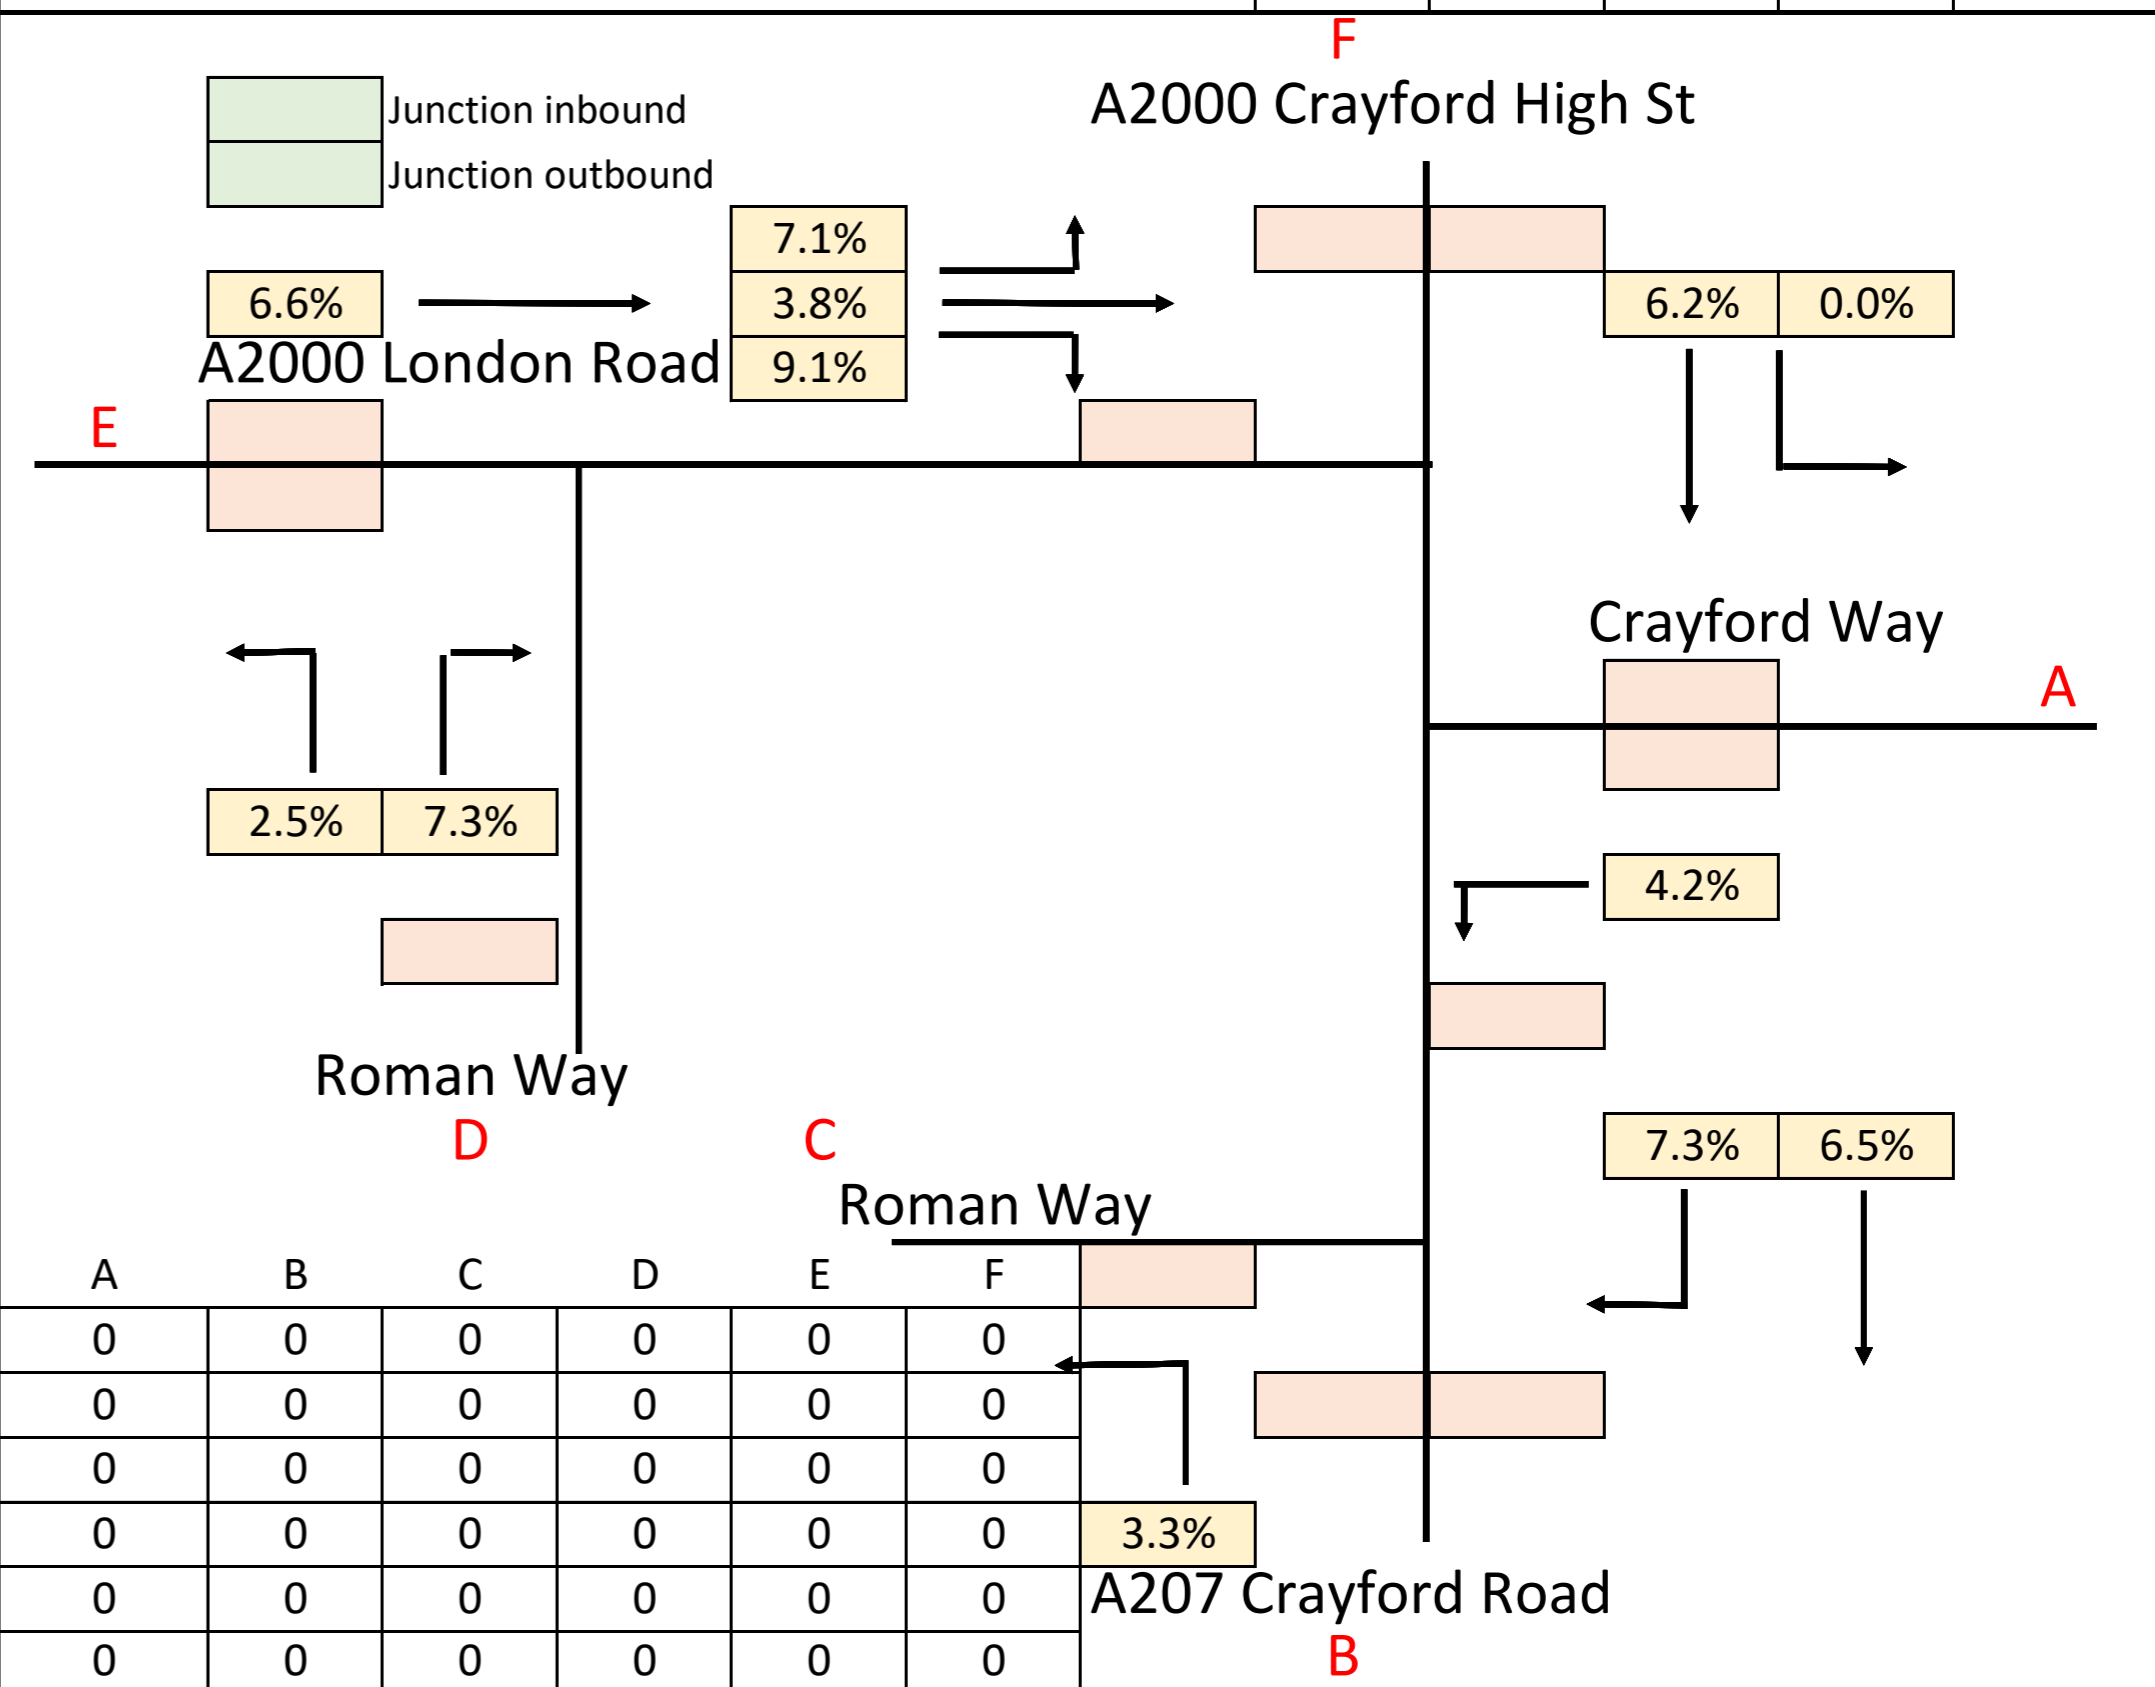 F
A2000 Crayford High St
Junction inbound
Junction outbound
7.1%
6.6% 3.8% 6.2% 0.0%
A2000 London Road 9.1%
E
Crayford Way
A
2.5% 7.3%
4.2%
Roman Way
D C
7.3% 6.5%
Roman Way
A B C D E F
0 0 0 0 0 0
0 0 0 0 0 0
0 0 0 0 0 0
0 0 0 0 0 0 3.3%
0 0 0 0 0 0 A207 Crayford Road
0 0 0 0 0 0 B